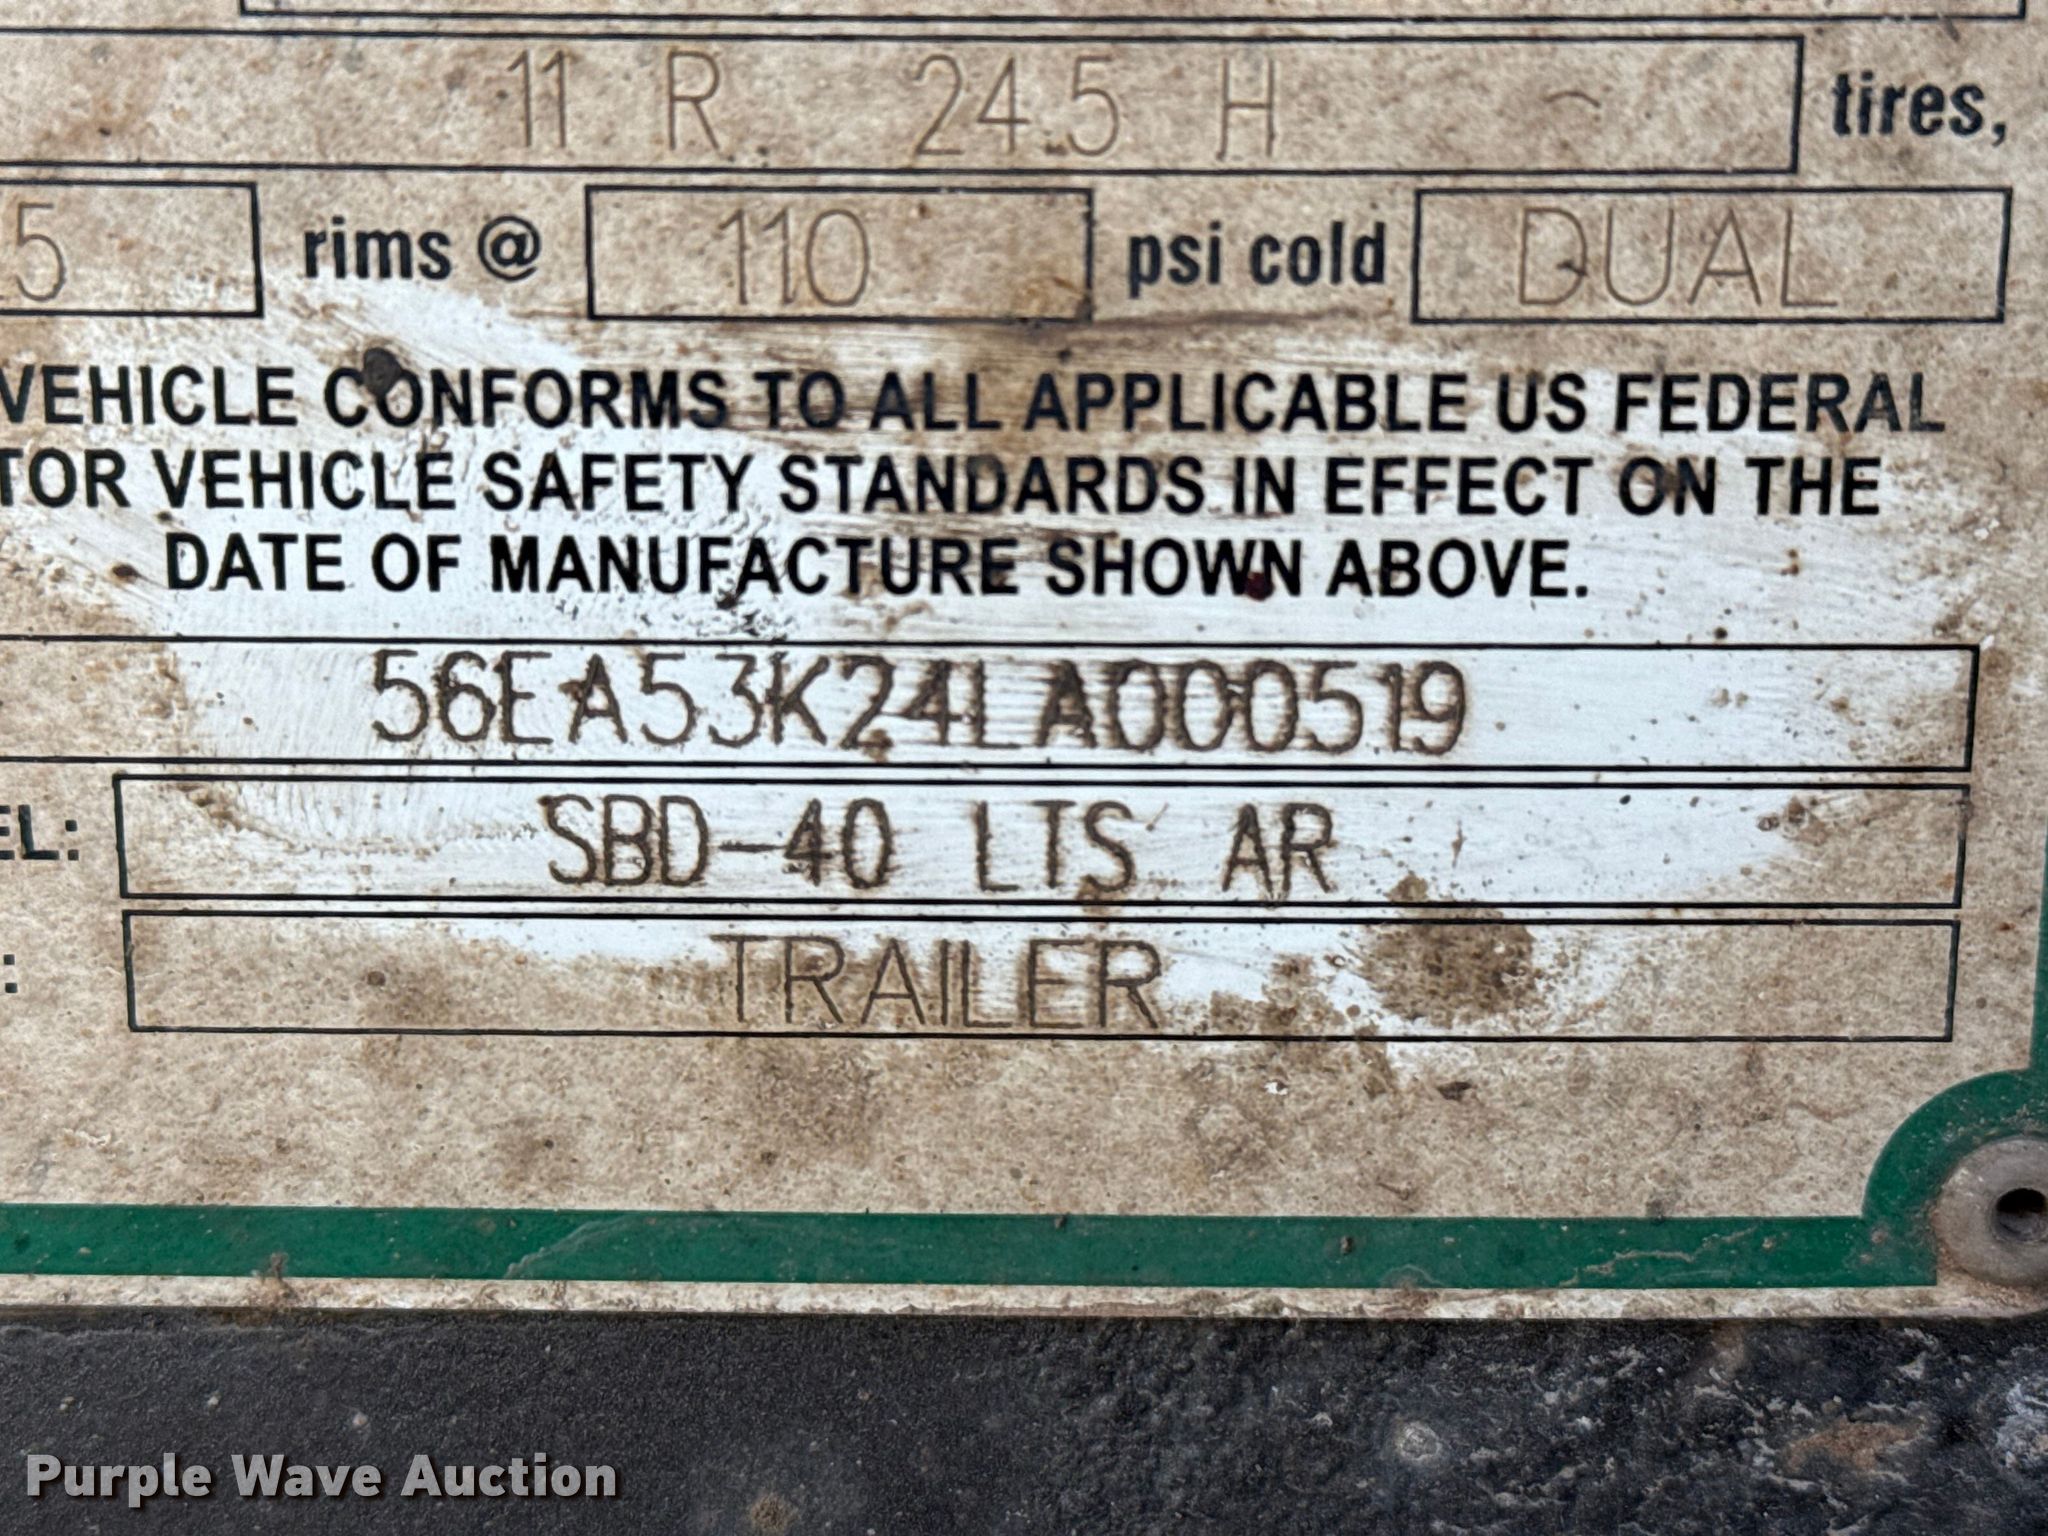 11 R 24.5 H - tires,
5 rims @ 110 psi cold DUAL
VEHICLE CONFORMS TO ALL APPLICABLE US FEDERAL
TOR VEHICLE SAFETY STANDARDS IN EFFECT ON THE
DATE OF MANUFACTURE SHOWN ABOVE.
56EA53K24LA000519
EL: SBD-40 LTS AR
: TRAILER
Purple Wave Auction